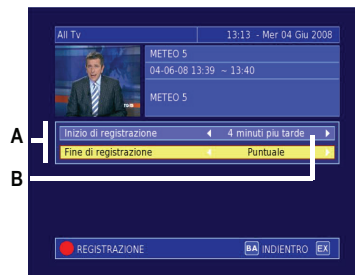 All Tv 13:13 - Mer 04 Giu 2008
METEO 5
04-06-08 13:39 ~ 13:40
METEO 5
A
Inizio di registrazione 4 minuti piu tarde
Fine di registrazione Puntuale
B
REGISTRAZIONE BA INDIENTRO EX